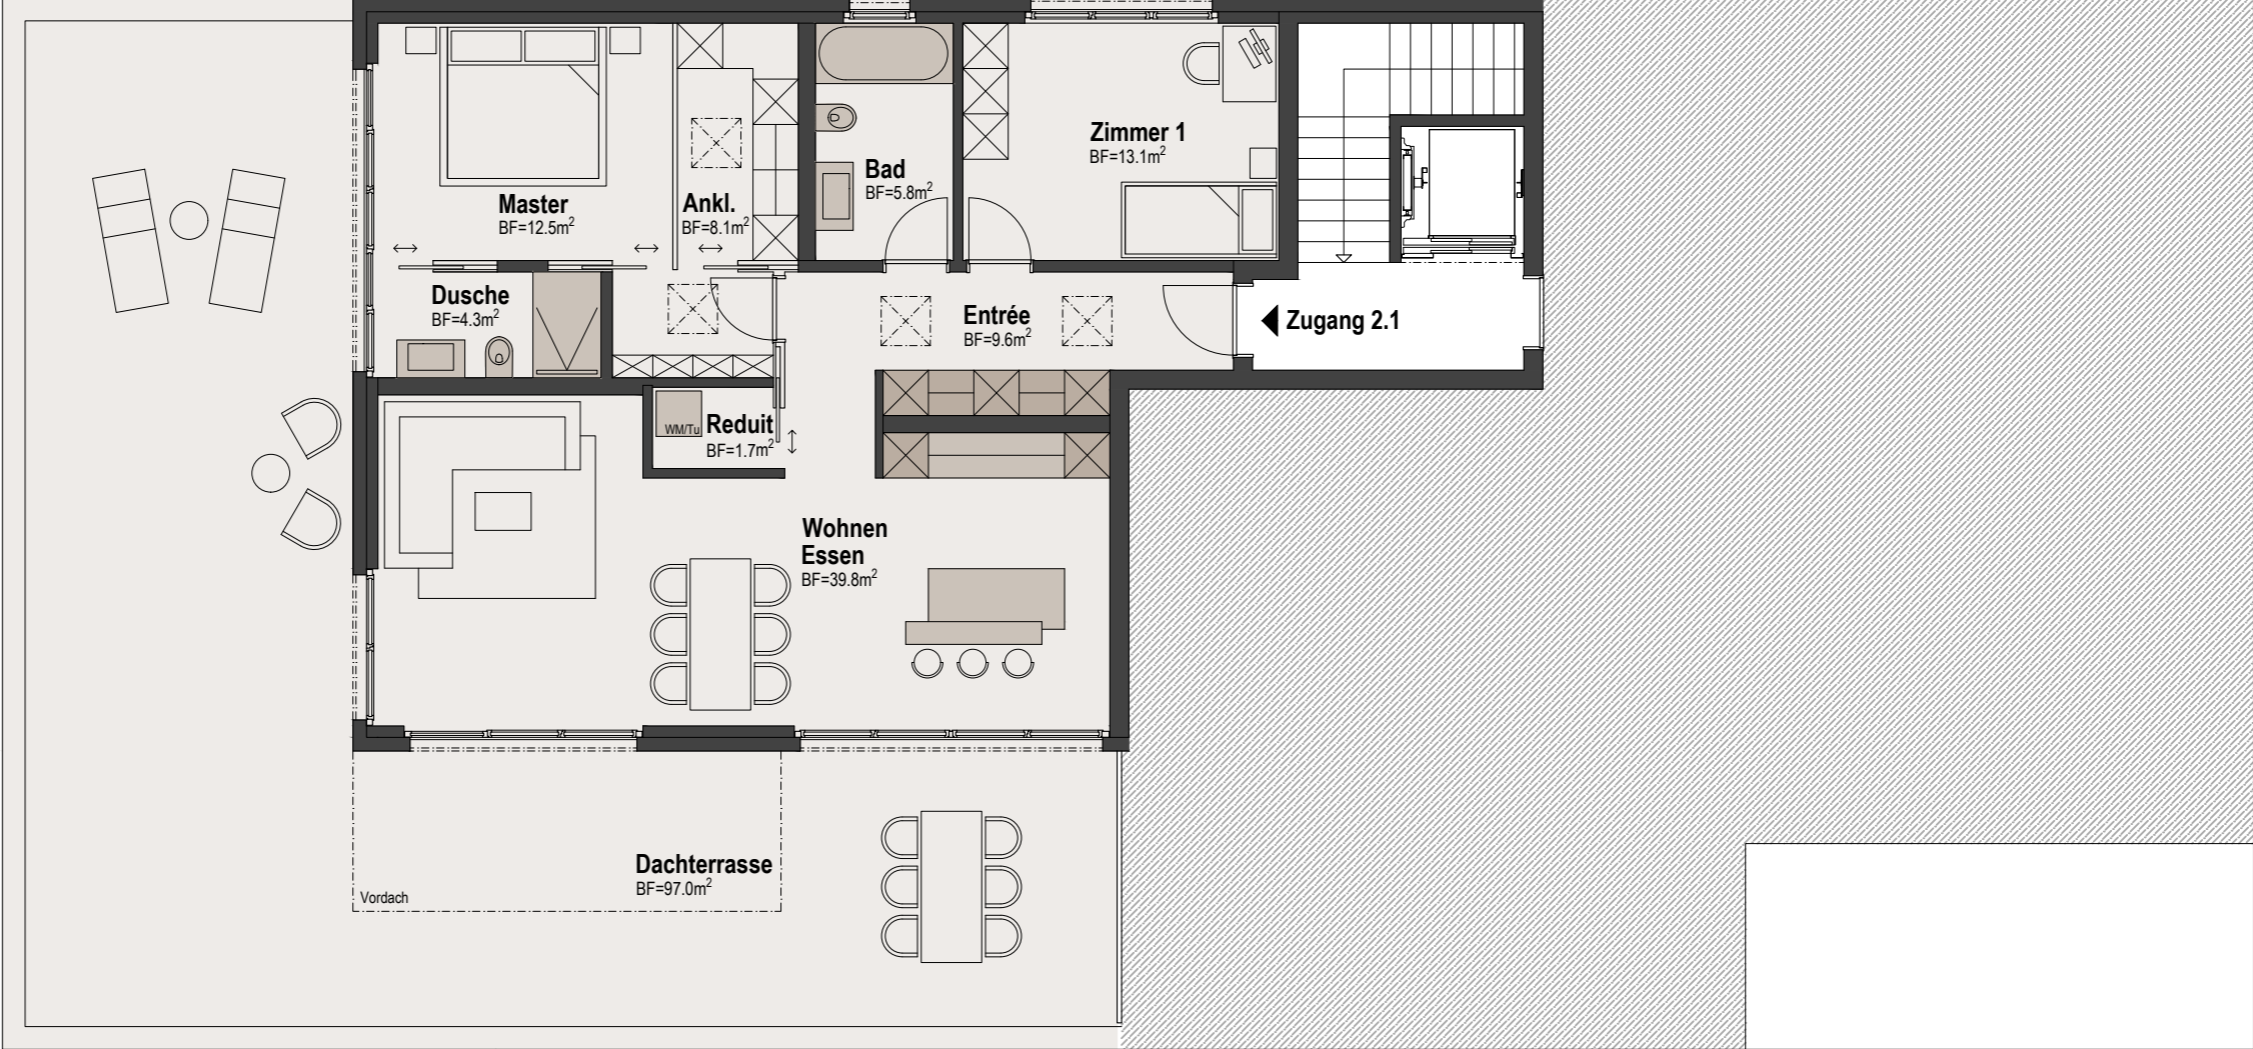 Zimmer 1
BF=13.1m²
Bad
BF=5.8m²
Master
BF=12.5m²
Ankl.
BF=8.1m²
Dusche
BF=4.3m²
Entrée
BF=9.6m²
Zugang 2.1
WM/Tu
Reduit
BF=1.7m²
Wohnen
Essen
BF=39.8m²
Dachterrasse
BF=97.0m²
Vordach